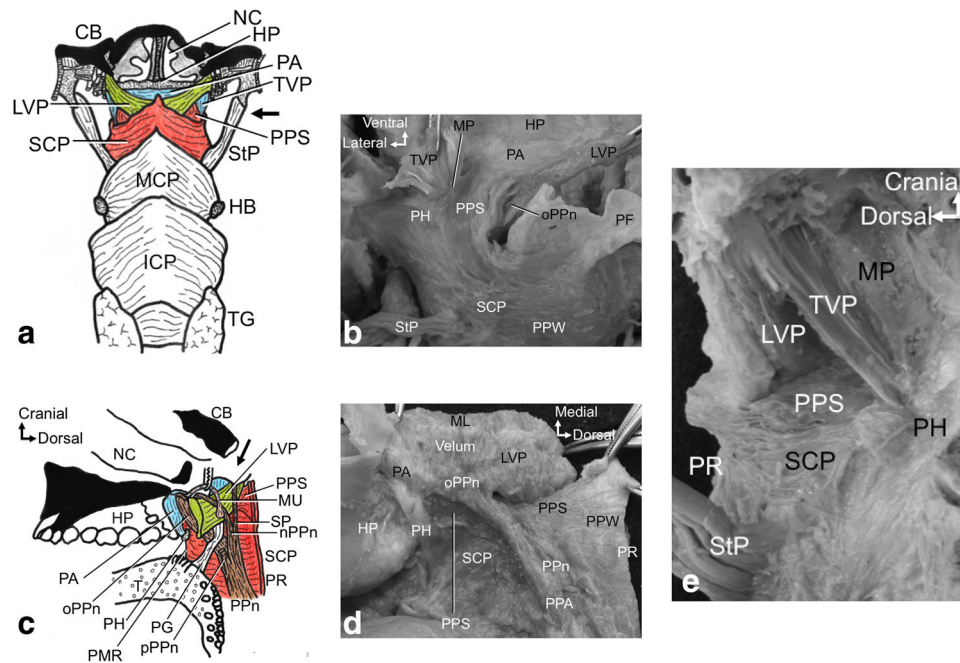 NC
CB
HP
PA
TVP
LVP
PPS
SCP
StP
MCP
HB
ICP
TG
a
Ventral
Lateral
MP
HP
TVP
PA
LVP
PH
PPS
oPPn
PF
SCP
StP
PPW
b
Cranial
Dorsal
CB
NC
LVP
PPS
MU
HP
SP
nPPn
SCP
PA
T
PR
oPPn
PPn
PH
PG
pPPn
PMR
c
Medial
Dorsal
ML
Velum
LVP
PA
oPPn
PPS
HP
PH
PPW
PR
SCP
PPn
PPA
PPS
d
Cranial
Dorsal
MP
TVP
LVP
PPS
PH
PR
SCP
StP
e